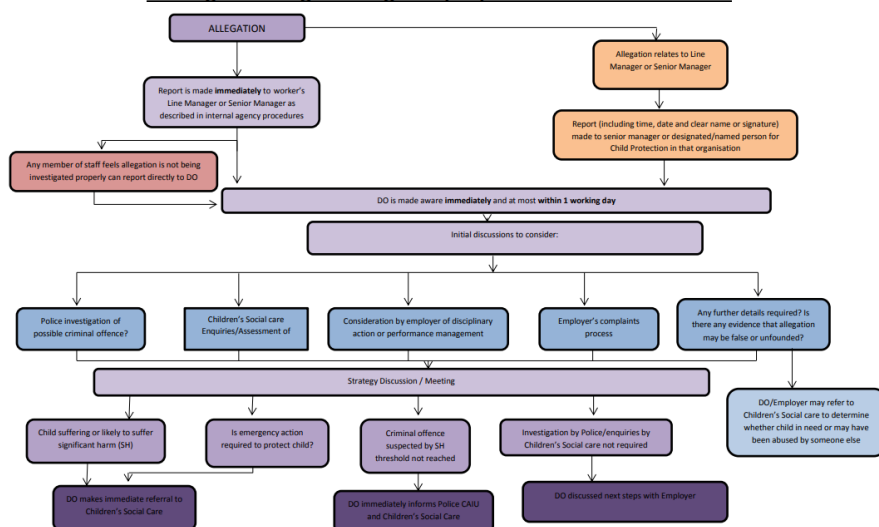 ALLEGATION
Allegation relates to Line
Manager or Senior Manager
Report is made immediately to worker's
Line Manager or Senior Manager as
described in internal agency procedures
Report (including time, date and clear name or signature)
made to senior manager or designated/named person for
Child Protection in that organisation
Any member of staff feels allegation is not being
investigated properly can report directly to DO
DO is made aware immediately and at most within 1 working day
Initial discussions to consider:
Police investigation of
possible criminal offence?
Children's Social care
Enquiries/Assessment of
Consideration by employer of disciplinary
action or performance management
Employer's complaints
process
Any further details required? Is
there any evidence that allegation
may be false or unfounded?
Strategy Discussion / Meeting
DO/Employer may refer to
Children's Social care to determine
whether child in need or may have
been abused by someone else
Child suffering or likely to suffer
significant harm (SH)
Is emergency action
required to protect child?
Criminal offence
suspected by SH
threshold not reached
Investigation by Police/enquiries by
Children's Social care not required
DO makes immediate referral to
Children's Social Care
DO immediately informs Police CAIU
and Children's Social Care
DO discussed next steps with Employer